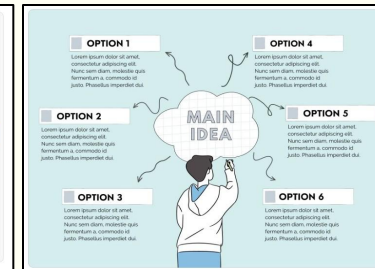 OPTION 1
Lorem ipsum dolor sit amet,
consectetur adipiscing elit.
Nunc sem diam, molestie quis
fermentum a, commodo id
justo. Phasellus imperdiet dui.
OPTION 2
Lorem ipsum dolor sit amet,
consectetur adipiscing elit.
Nunc sem diam, molestie quis
fermentum a, commodo id
justo. Phasellus imperdiet dui.
OPTION 3
Lorem ipsum dolor sit amet,
consectetur adipiscing elit.
Nunc sem diam, molestie quis
fermentum a, commodo id
justo. Phasellus imperdiet dui.
MAIN
IDEA
OPTION 4
Lorem ipsum dolor sit amet,
consectetur adipiscing elit.
Nunc sem diam, molestie quis
fermentum a, commodo id
justo. Phasellus imperdiet dui.
OPTION 5
Lorem ipsum dolor sit amet,
consectetur adipiscing elit.
Nunc sem diam, molestie quis
fermentum a, commodo id
justo. Phasellus imperdiet dui.
OPTION 6
Lorem ipsum dolor sit amet,
consectetur adipiscing elit.
Nunc sem diam, molestie quis
fermentum a, commodo id
justo. Phasellus imperdiet dui.